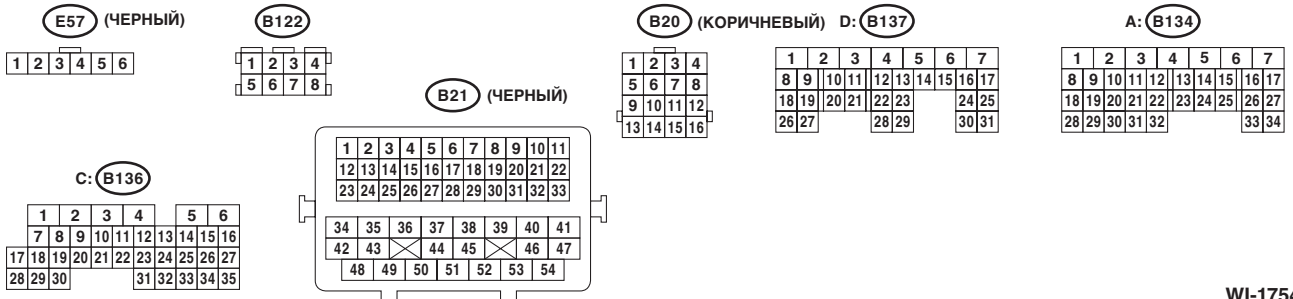 E57 (ЧЕРНЫЙ)
1 2 3 4 5 6
B122
1 2 3 4
5 6 7 8
B21 (ЧЕРНЫЙ)
1 2 3 4 5 6 7 8 9 10 11
12 13 14 15 16 17 18 19 20 21 22
23 24 25 26 27 28 29 30 31 32 33
34 35 36 37 38 39 40 41
42 43 44 45 46 47
48 49 50 51 52 53 54
B20 (КОРИЧНЕВЫЙ)
1 2 3 4
5 6 7 8
9 10 11 12
13 14 15 16
D: B137
1 2 3 4 5 6 7
8 9 10 11 12 13 14 15 16 17
18 19 20 21 22 23 24 25
26 27 28 29 30 31
A: B134
1 2 3 4 5 6 7
8 9 10 11 12 13 14 15 16 17
18 19 20 21 22 23 24 25 26 27
28 29 30 31 32 33 34
C: B136
1 2 3 4 5 6
7 8 9 10 11 12 13 14 15 16
17 18 19 20 21 22 23 24 25 26 27
28 29 30 31 32 33 34 35